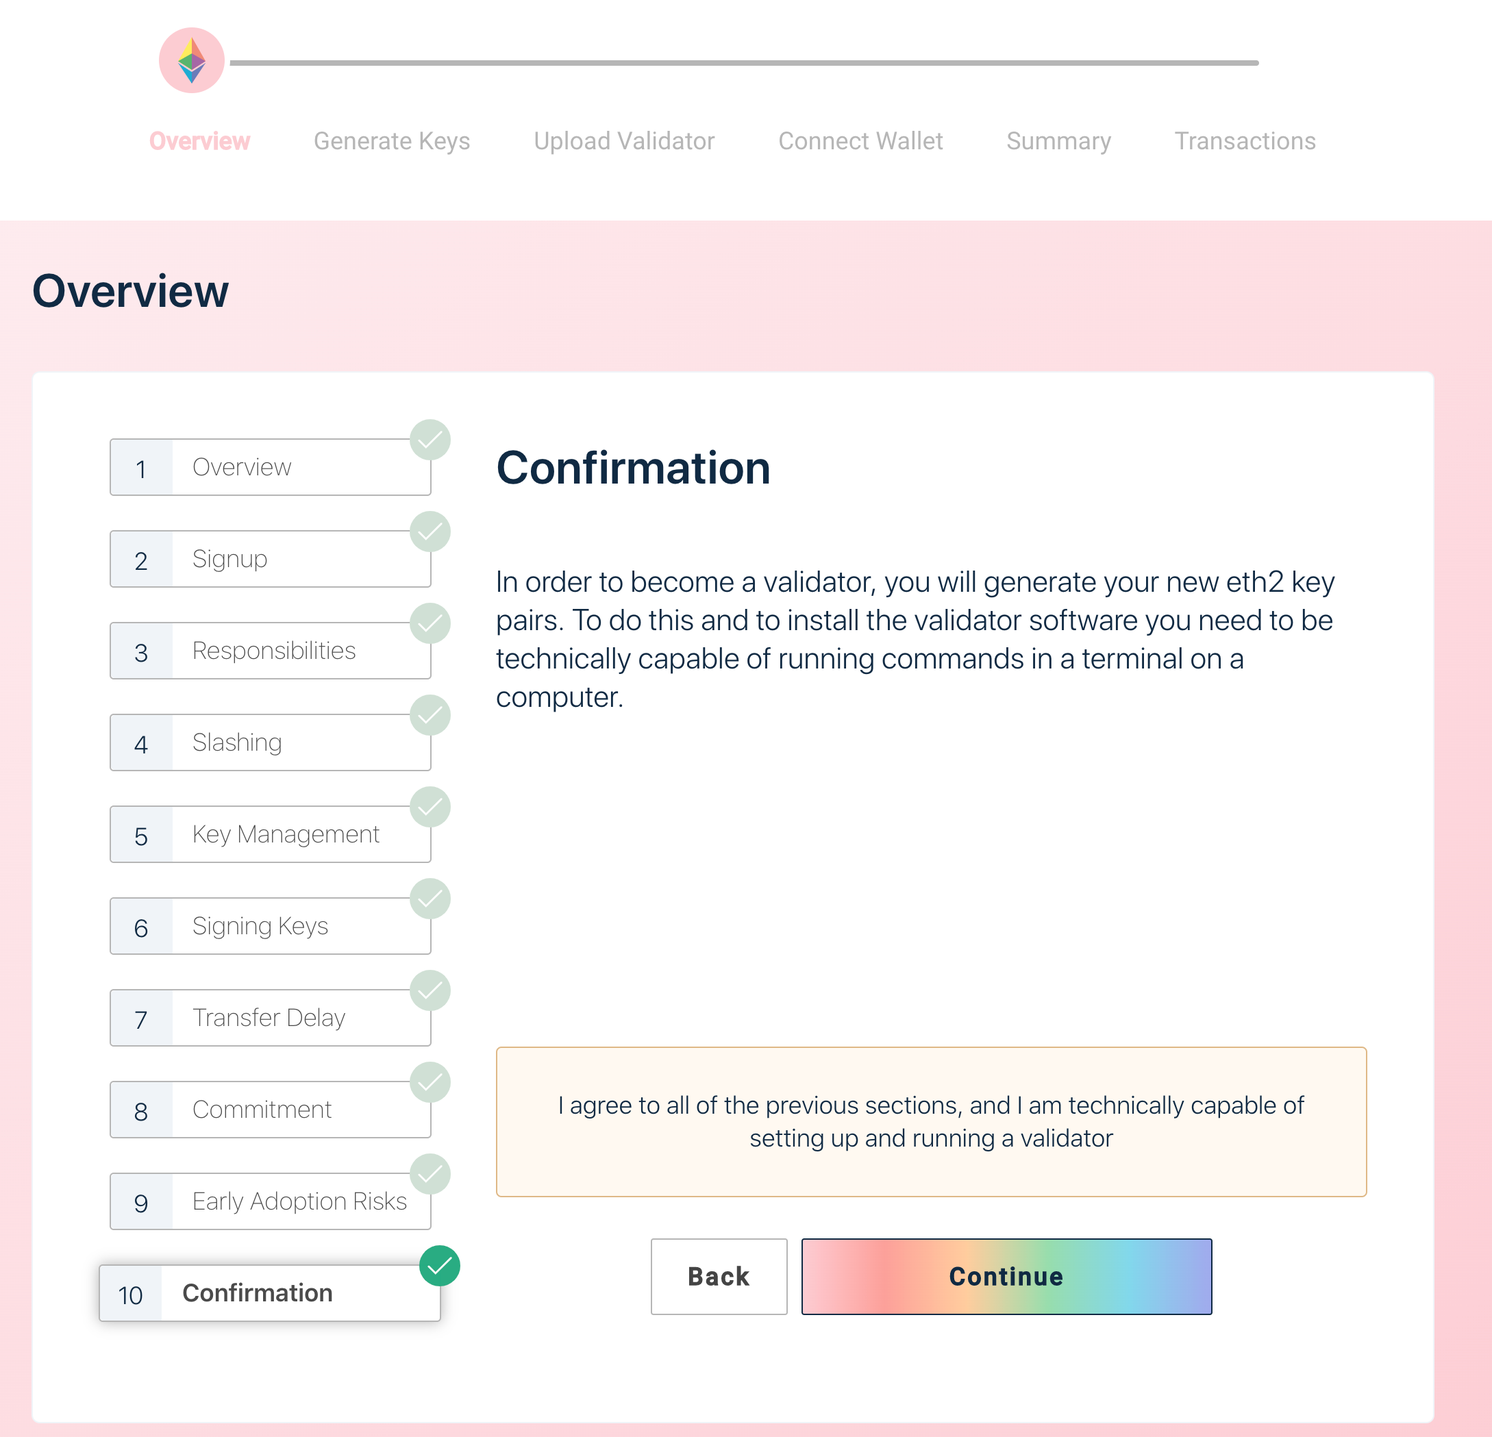 Overview
Generate Keys
Upload Validator
Connect Wallet
Summary
Transactions
Overview
1 Overview
2 Signup
3 Responsibilities
4 Slashing
5 Key Management
6 Signing Keys
7 Transfer Delay
8 Commitment
9 Early Adoption Risks
10 Confirmation
Confirmation
In order to become a validator, you will generate your new eth2 key
pairs. To do this and to install the validator software you need to be
technically capable of running commands in a terminal on a
computer.
I agree to all of the previous sections, and I am technically capable of
setting up and running a validator
Back
Continue